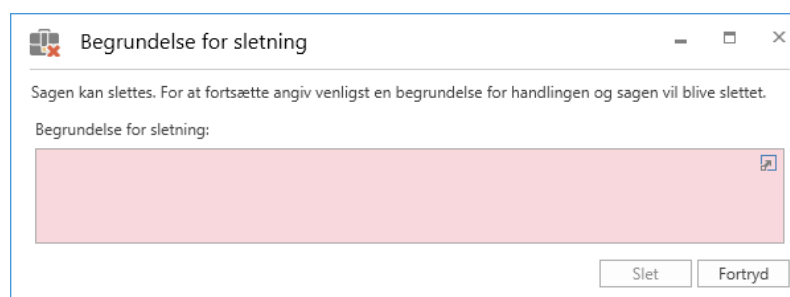 Begrundelse for sletning
Sagen kan slettes. For at fortsætte angiv venligst en begrundelse for handlingen og sagen vil blive slettet.
Begrundelse for sletning:
Slet Fortryd